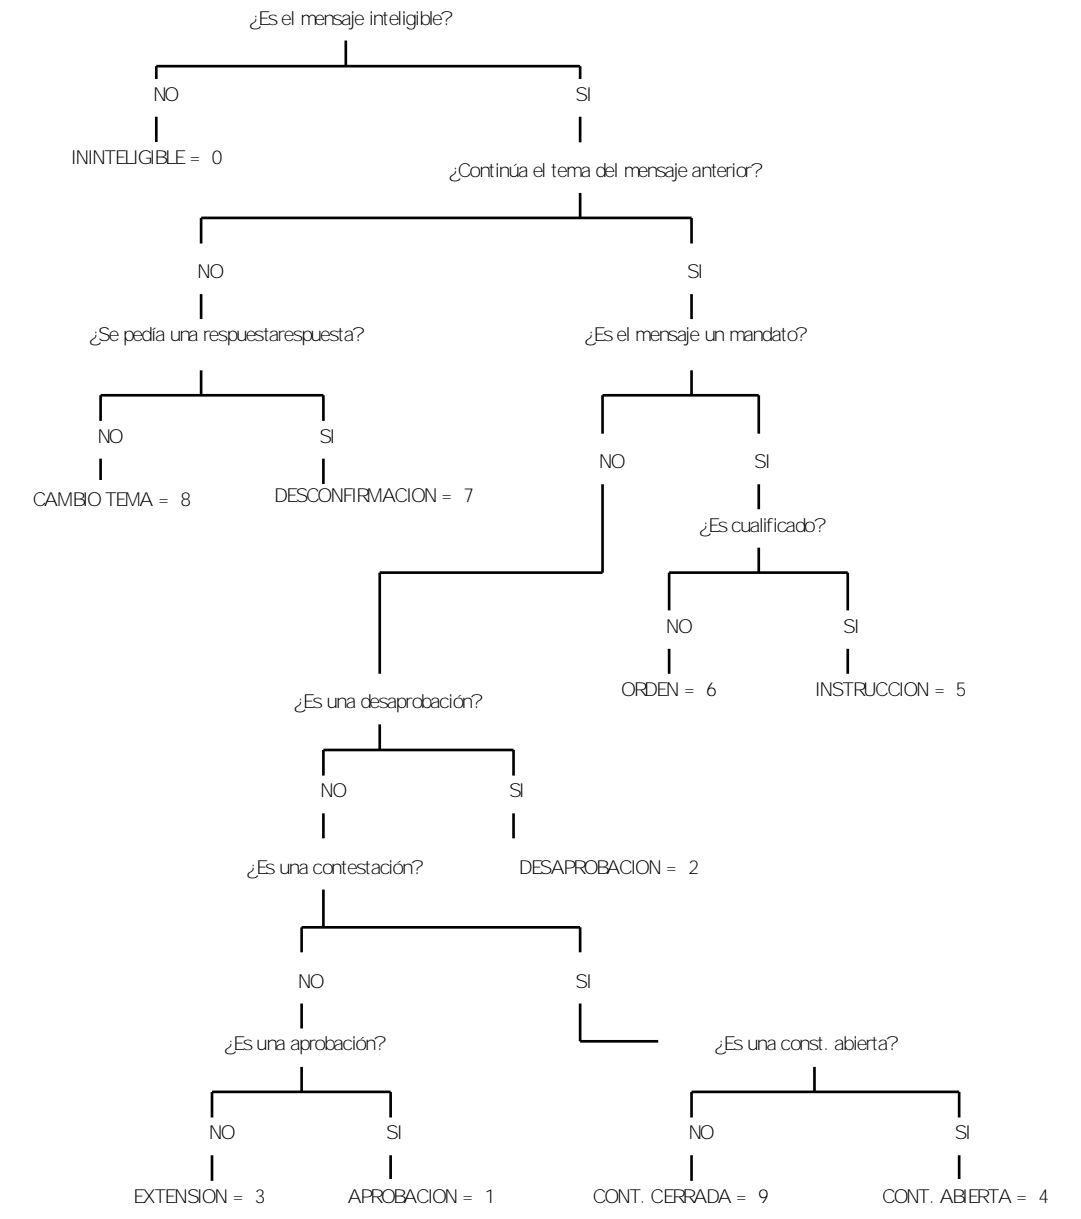 ¿Es el mensaje inteligible?
NO
SI
ININTELIGIBLE = 0
¿Continúa el tema del mensaje anterior?
NO
SI
¿Se pedía una respuestarespuesta?
¿Es el mensaje un mandato?
NO
SI
NO
SI
CAMBIO TEMA = 8
DESCONFIRMACION = 7
¿Es cualificado?
NO
SI
ORDEN = 6
INSTRUCCION = 5
¿Es una desaprobación?
NO
SI
¿Es una contestación?
DESAPROBACION = 2
NO
SI
¿Es una aprobación?
¿Es una const. abierta?
NO
SI
NO
SI
EXTENSION = 3
APROBACION = 1
CONT. CERRADA = 9
CONT. ABIERTA = 4